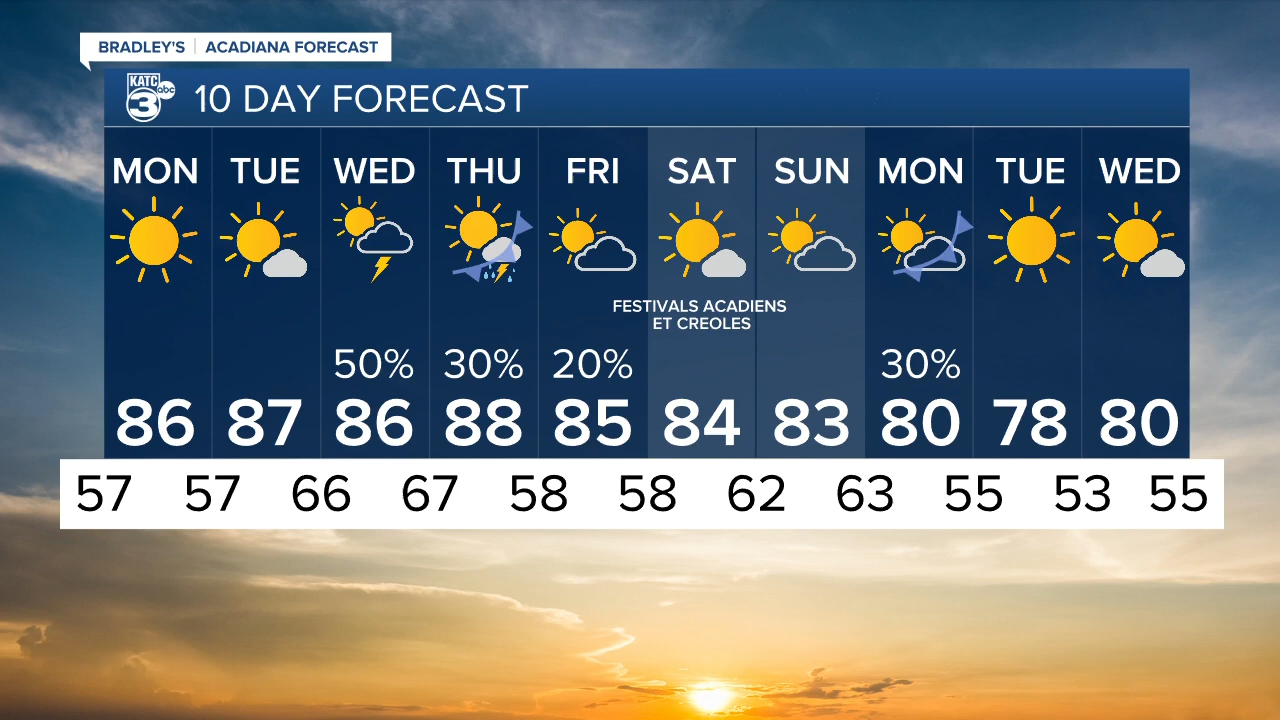 BRADLEY'S | ACADIANA FORECAST
KATC
3
abc
10 DAY FORECAST
MON TUE WED THU FRI SAT SUN MON TUE WED
FESTIVALS ACADIENS
ET CREOLES
50% 30% 20% 30%
86 87 86 88 85 84 83 80 78 80
57 57 66 67 58 58 62 63 55 53 55